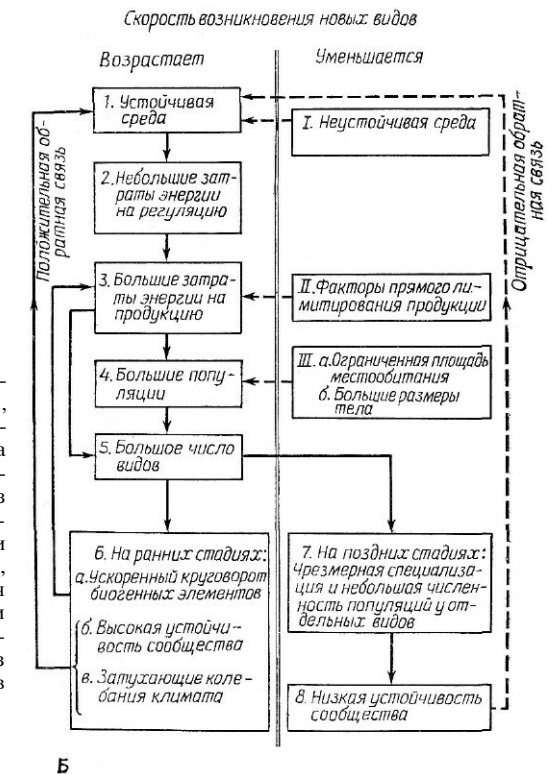 Скорость возникновения новых видов
Возрастает
Уменьшается
1. Устойчивая
среда
I. Неустойчивая среда
Положительная об-
ратная связь
Отрицательная обрат-
ная связь
2. Небольшие зат-
раты энергии
на регуляцию
3. Большие затра-
ты энергии на
продукцию
II. Факторы прямого ли-
митирования продукции
4. Большие попу-
ляции
III. а. Ограниченная площадь
местообитания
б. Большие размеры
тела
5. Большое число
видов
6. На ранних стадиях:
а. Ускоренный круговорот
биогенных элементов
б. Высокая устойчи-
вость сообщества
в. Затухающие коле-
бания климата
7. На поздних стадиях:
Чрезмерная специализа-
ция и небольшая числен-
ность популяций у от-
дельных видов
8. Низкая устойчивость
сообщества
Б